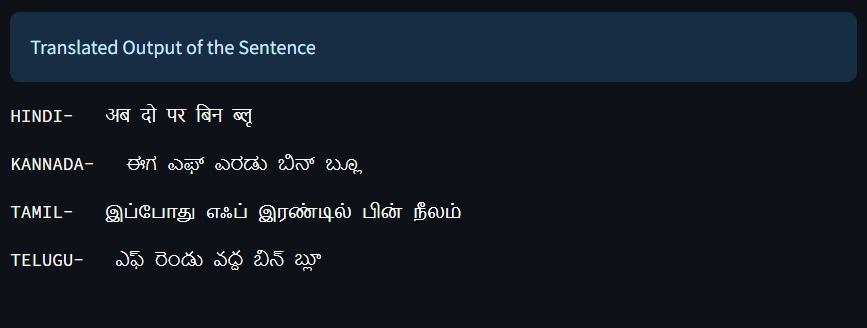 Translated Output of the Sentence
HINDI- अब दो पर बिन ब्लू
KANNADA- ಈಗ ಎಫ್ ಎರಡು ಬಿನ್ ಬ್ಲೂ
TAMIL- இப்போது எஃப் இரண்டில் பின் நீலம்
TELUGU- ఎఫ్ రెండు వద్ద బిన్ బ్లూ